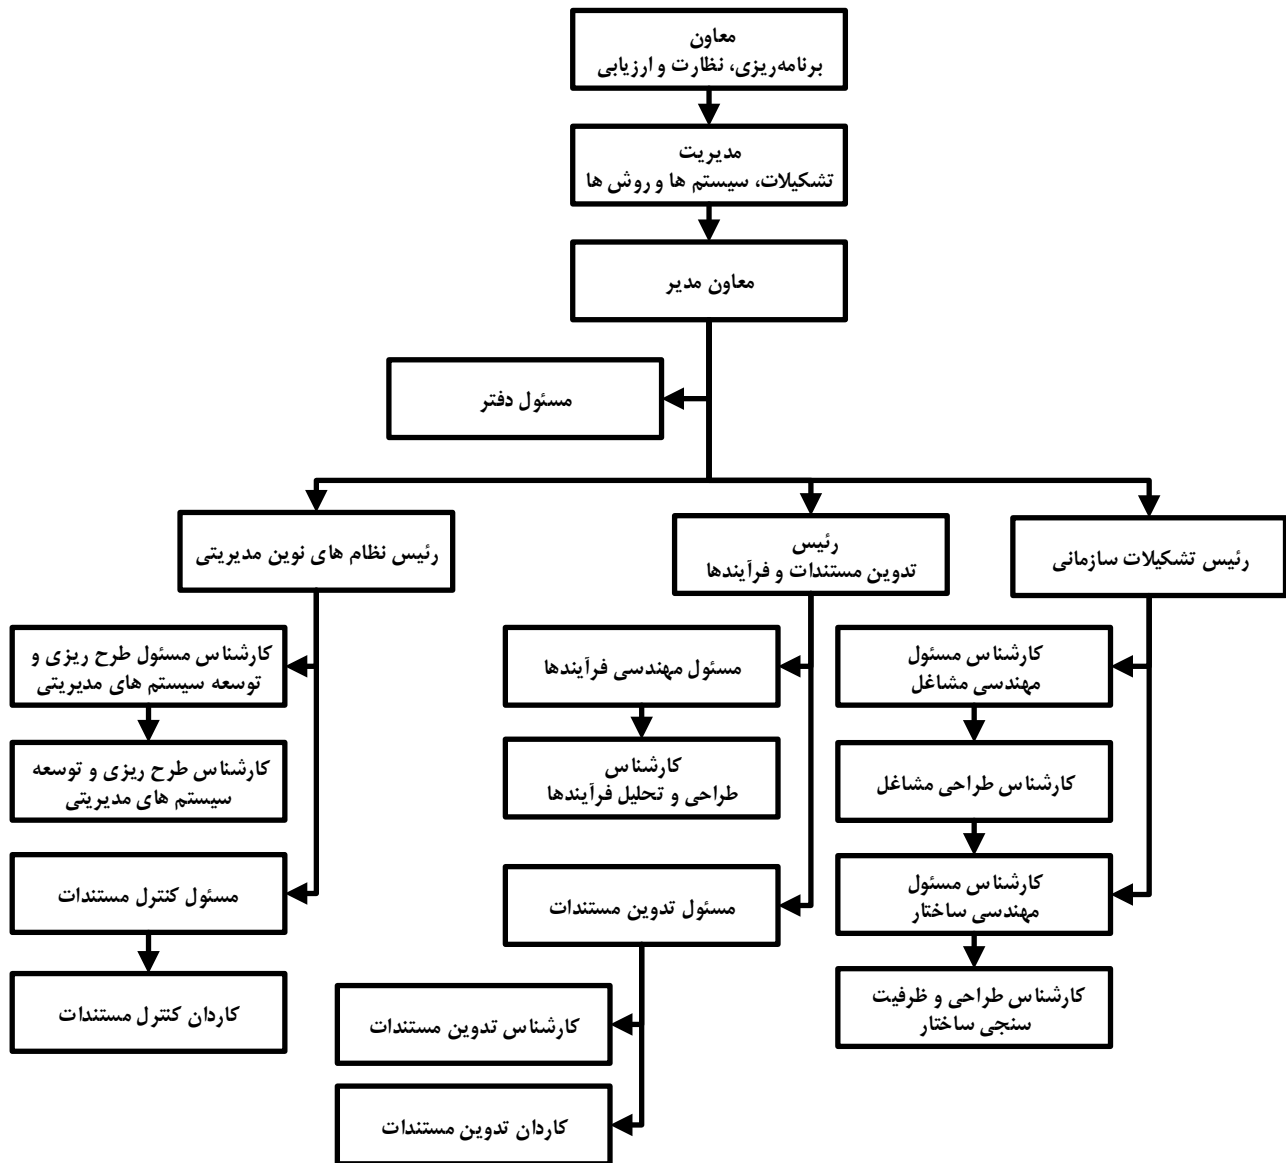 معاون
برنامه‌ریزی، نظارت و ارزیابی
مدیریت
تشکیلات، سیستم ها و روش ها
معاون مدیر
مسئول دفتر
رئیس تشکیلات سازمانی
رئیس
تدوین مستندات و فرآیندها
رئیس نظام های نوین مدیریتی
کارشناس مسئول
مهندسی مشاغل
کارشناس طراحی مشاغل
کارشناس مسئول
مهندسی ساختار
کارشناس طراحی و ظرفیت
سنجی ساختار
مسئول مهندسی فرآیندها
کارشناس
طراحی و تحلیل فرآیندها
مسئول تدوین مستندات
کارشناس تدوین مستندات
کاردان تدوین مستندات
کارشناس مسئول طرح ریزی و
توسعه سیستم های مدیریتی
کارشناس طرح ریزی و توسعه
سیستم های مدیریتی
مسئول کنترل مستندات
کاردان کنترل مستندات